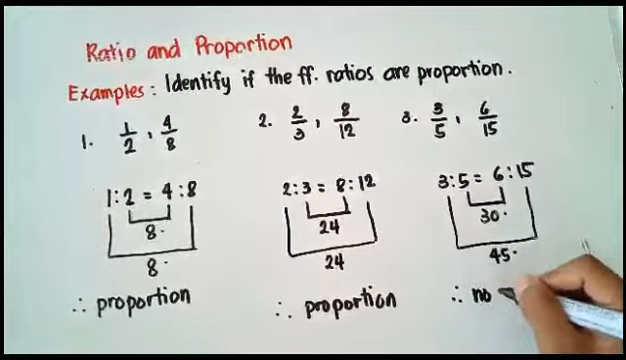 Ratio and Proportion
Examples: Identify if the ff. ratios are proportion.
1. 1/2, 4/8
2. 2/3, 8/12
3. 3/5, 6/15
1:2 = 4:8
8.
8.
∴ proportion
2:3 = 8:12
24
24
∴ proportion
3:5 = 6:15
30.
45.
∴ no